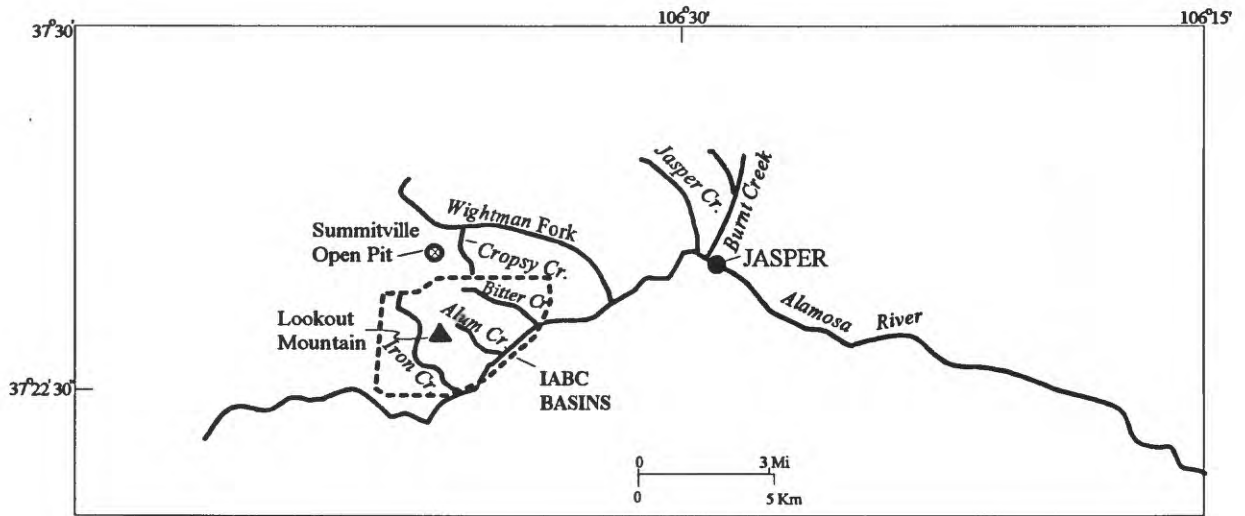 37°30'
106°30'
106°15'
Jasper Cr.
Burnt Creek
Wightman Fork
Summitville
Open Pit
Cropsy Cr.
JASPER
Bitter Cr.
Alamosa River
Lookout
Mountain
Alum Cr.
Iron Cr.
IABC
BASINS
37°22'30'
0 3 Mi
0 5 Km